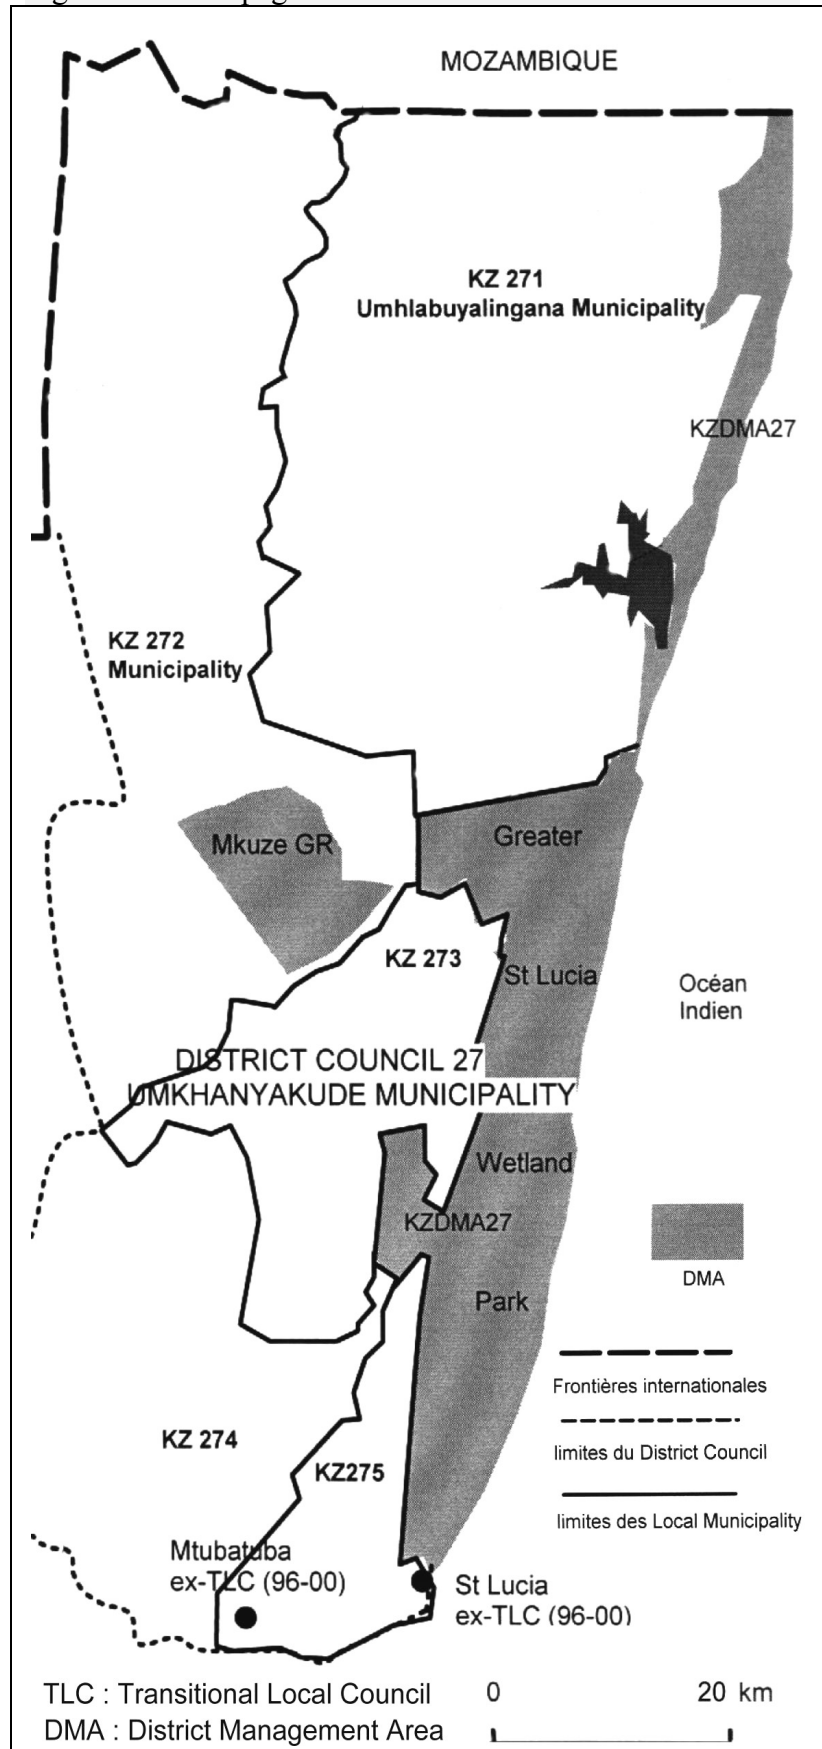 MOZAMBIQUE
KZ 271
Umhlabuyalingana Municipality
KZDMA27
KZ 272
Municipality
Mkuze GR
Greater
KZ 273
St Lucia
Océan
Indien
DISTRICT COUNCIL 27
UMKHANYAKUDE MUNICIPALITY
Wetland
KZDMA27
DMA
Park
Frontières internationales
limites du District Council
KZ 274
KZ275
limites des Local Municipality
Mtubatuba
ex-TLC (96-00)
St Lucia
ex-TLC (96-00)
TLC : Transitional Local Council
0 20 km
DMA : District Management Area